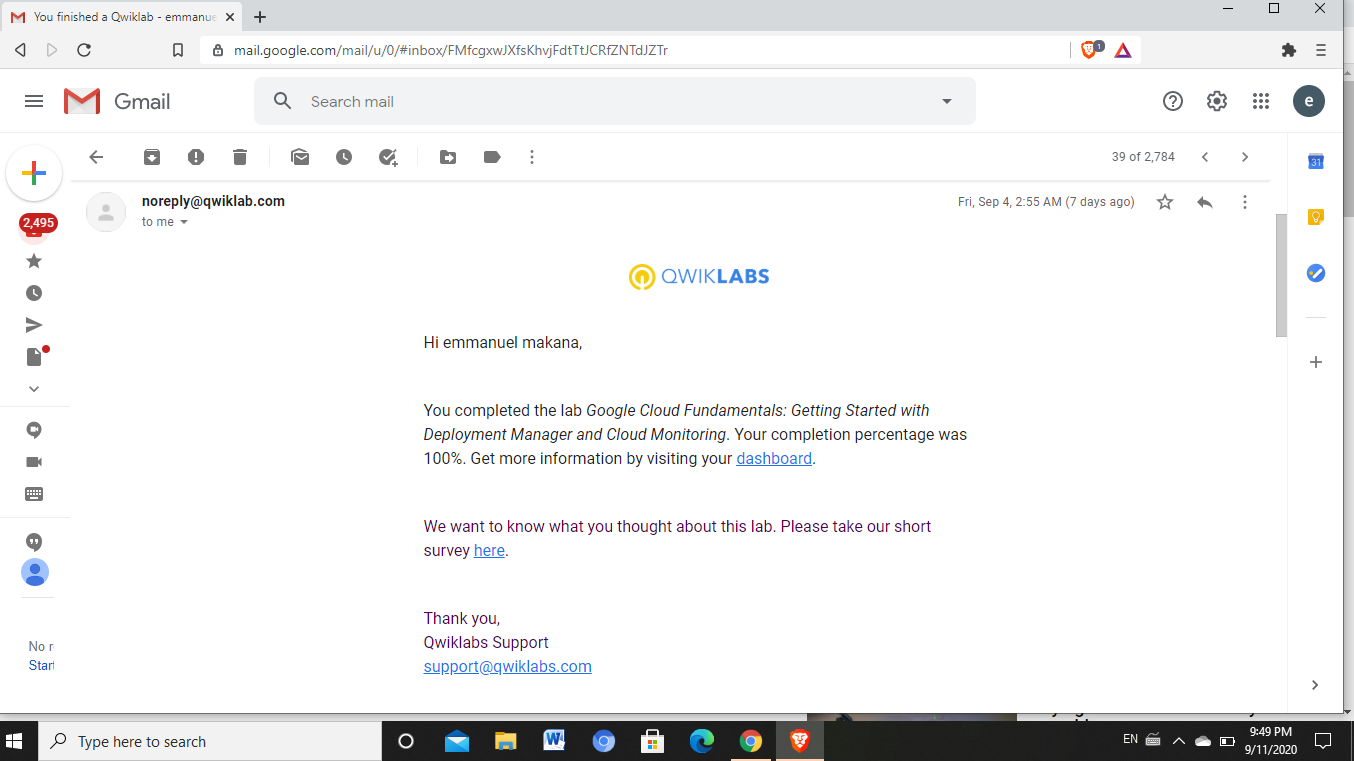 You finished a Qwiklab - emmanue
mail.google.com/mail/u/0/#inbox/FMfcgxwJXfsKhvjFdtTtJCRfZNTdJZTr
1
Gmail
Search mail
e
39 of 2,784
31
2,495
noreply@qwiklab.com
Fri, Sep 4, 2:55 AM (7 days ago)
to me
QWIKLABS
Hi emmanuel makana,
You completed the lab Google Cloud Fundamentals: Getting Started with
Deployment Manager and Cloud Monitoring. Your completion percentage was
100%. Get more information by visiting your dashboard.
We want to know what you thought about this lab. Please take our short
survey here.
Thank you,
Qwiklabs Support
support@qwiklabs.com
No r
Start
Type here to search
EN
9:49 PM
9/11/2020